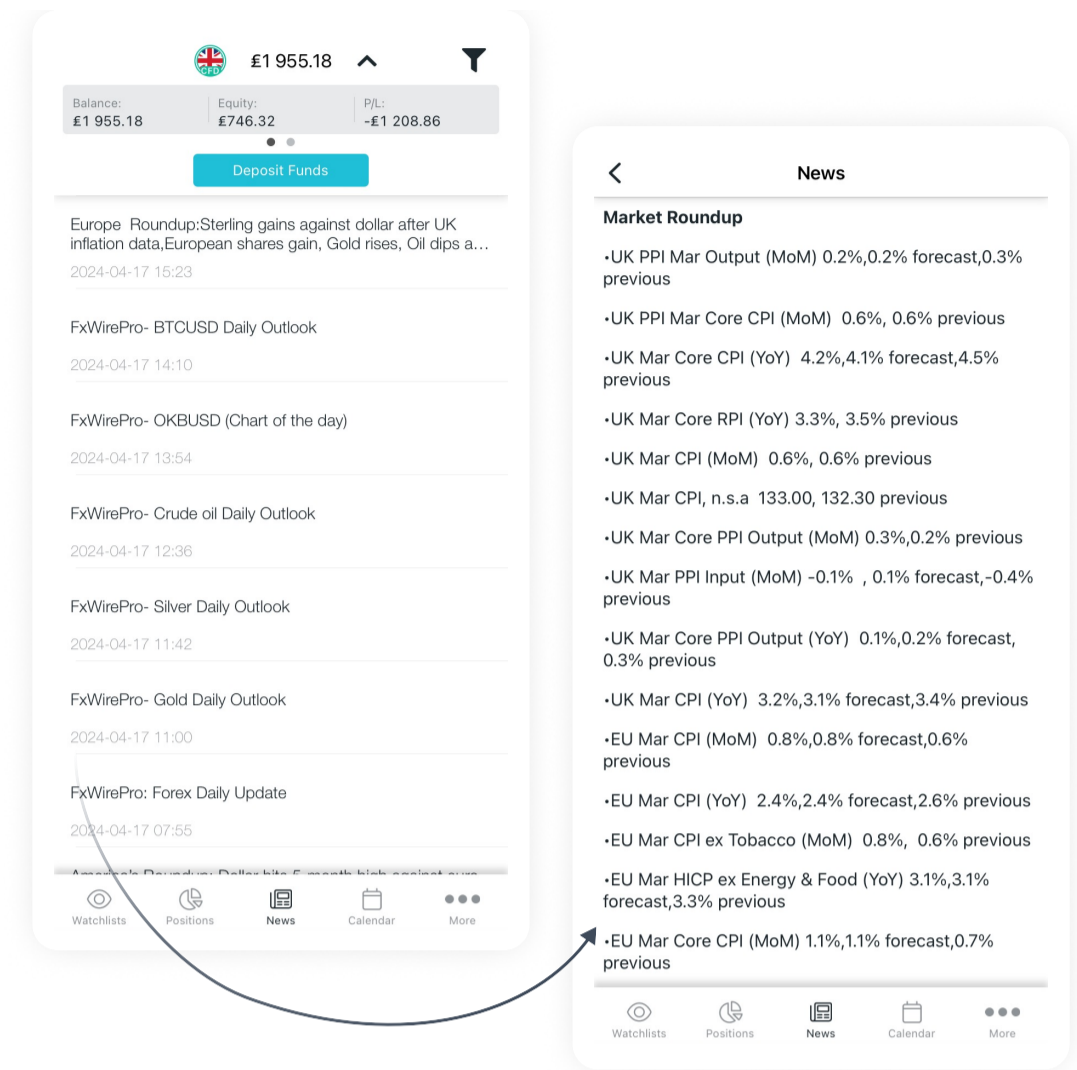 CFD
₤1 955.18
Balance:
₤1 955.18
Equity:
₤746.32
P/L:
-₤1 208.86
Deposit Funds
Europe  Roundup:Sterling gains against dollar after UK
inflation data,European shares gain, Gold rises, Oil dips a...
2024-04-17 15:23
FxWirePro- BTCUSD Daily Outlook
2024-04-17 14:10
FxWirePro- OKBUSD (Chart of the day)
2024-04-17 13:54
FxWirePro- Crude oil Daily Outlook
2024-04-17 12:36
FxWirePro- Silver Daily Outlook
2024-04-17 11:42
FxWirePro- Gold Daily Outlook
2024-04-17 11:00
FxWirePro: Forex Daily Update
2024-04-17 07:55
America's Roundup: Dollar hits 5-month high against euro
Watchlists
Positions
News
Calendar
More
News
Market Roundup
•UK PPI Mar Output (MoM) 0.2%,0.2% forecast,0.3%
previous
•UK PPI Mar Core CPI (MoM)  0.6%, 0.6% previous
•UK Mar Core CPI (YoY)  4.2%,4.1% forecast,4.5%
previous
•UK Mar Core RPI (YoY) 3.3%, 3.5% previous
•UK Mar CPI (MoM)  0.6%, 0.6% previous
•UK Mar CPI, n.s.a  133.00, 132.30 previous
•UK Mar Core PPI Output (MoM) 0.3%,0.2% previous
•UK Mar PPI Input (MoM) -0.1%  , 0.1% forecast,-0.4%
previous
•UK Mar Core PPI Output (YoY)  0.1%,0.2% forecast,
0.3% previous
•UK Mar CPI (YoY)  3.2%,3.1% forecast,3.4% previous
•EU Mar CPI (MoM)  0.8%,0.8% forecast,0.6%
previous
•EU Mar CPI (YoY)  2.4%,2.4% forecast,2.6% previous
•EU Mar CPI ex Tobacco (MoM)  0.8%,  0.6% previous
•EU Mar HICP ex Energy & Food (YoY) 3.1%,3.1%
forecast,3.3% previous
•EU Mar Core CPI (MoM) 1.1%,1.1% forecast,0.7%
previous
Watchlists
Positions
News
Calendar
More